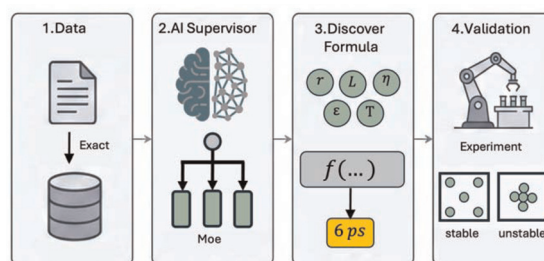 1.Data
Exact
2.AI Supervisor
Moe
3.Discover
Formula
r L η
ε T
f(...)
6 ps
4.Validation
Experiment
stable unstable